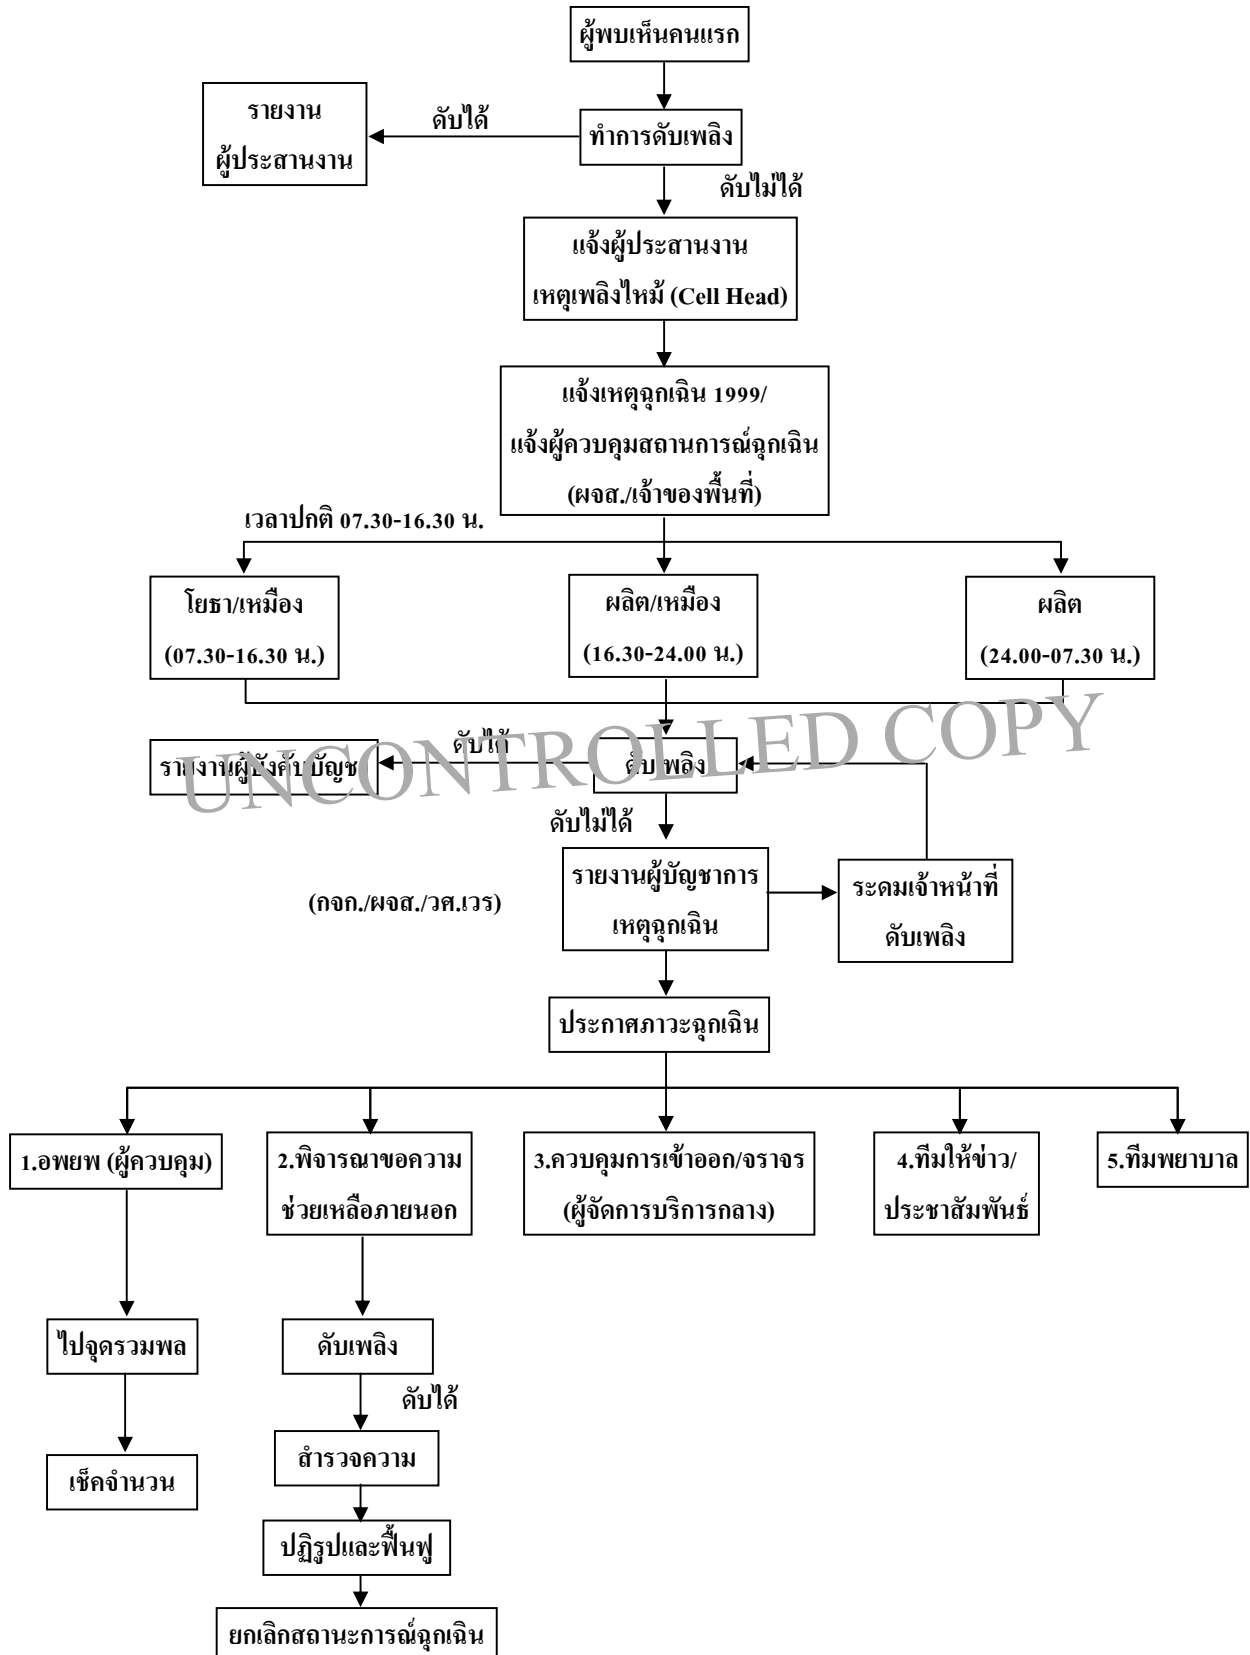 ผู้พบเห็นคนแรก
รายงาน
ผู้ประสานงาน
ดับได้
ทำการดับเพลิง
ดับไม่ได้
แจ้งผู้ประสานงาน
เหตุเพลิงไหม้ (Cell Head)
แจ้งเหตุฉุกเฉิน 1999/
แจ้งผู้ควบคุมสถานการณ์ฉุกเฉิน
(ผจส./เจ้าของพื้นที่)
เวลาปกติ 07.30-16.30 น.
โยธา/เหมือง
(07.30-16.30 น.)
ผลิต/เหมือง
(16.30-24.00 น.)
ผลิต
(24.00-07.30 น.)
UNCONTROLLED COPY
รายงานผู้บังคับบัญชา
ดับได้
ดับเพลิง
ดับไม่ได้
(กจก./ผจส./วศ.เวร)
รายงานผู้บัญชาการ
เหตุฉุกเฉิน
ระดมเจ้าหน้าที่
ดับเพลิง
ประกาศภาวะฉุกเฉิน
1.อพยพ (ผู้ควบคุม)
2.พิจารณาขอความ
ช่วยเหลือภายนอก
3.ควบคุมการเข้าออก/จราจร
(ผู้จัดการบริการกลาง)
4.ทีมให้ข่าว/
ประชาสัมพันธ์
5.ทีมพยาบาล
ไปจุดรวมพล
ดับเพลิง
ดับได้
เช็คจำนวน
สำรวจความ
ปฏิรูปและฟื้นฟู
ยกเลิกสถานะการณ์ฉุกเฉิน